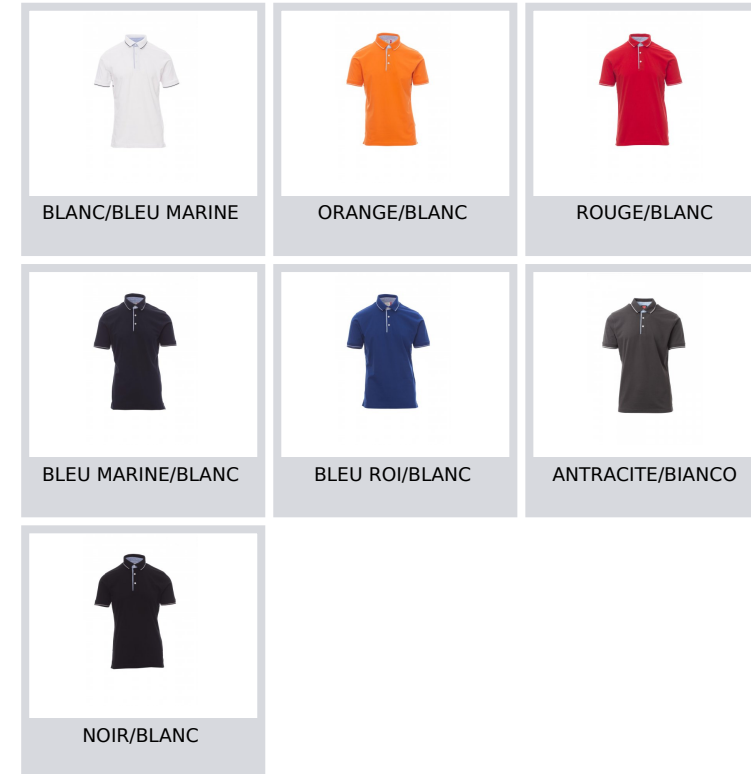 BLANC/BLEU MARINE
ORANGE/BLANC
ROUGE/BLANC
BLEU MARINE/BLANC
BLEU ROI/BLANC
ANTRACITE/BIANCO
NOIR/BLANC